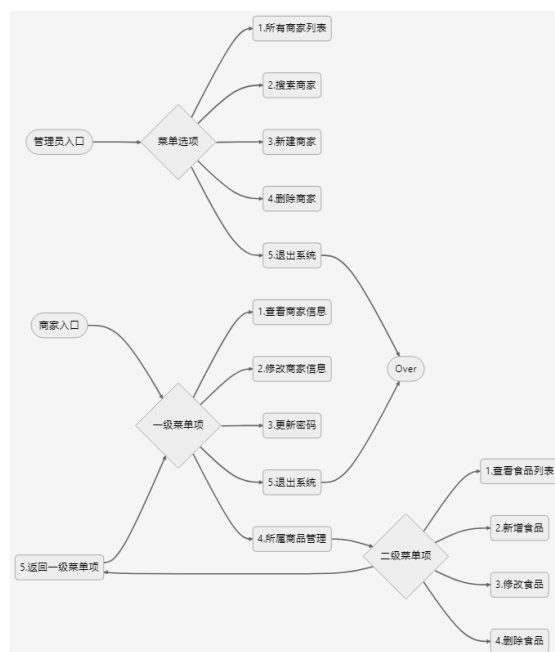 1.所有商家列表
2.搜索商家
管理员入口
菜单选项
3.新建商家
4.删除商家
5.退出系统
商家入口
1.查看商家信息
2.修改商家信息
Over
一级菜单项
3.更新密码
5.退出系统
1.查看食品列表
4.所属商品管理
2.新增食品
二级菜单项
5.返回一级菜单项
3.修改食品
4.删除食品